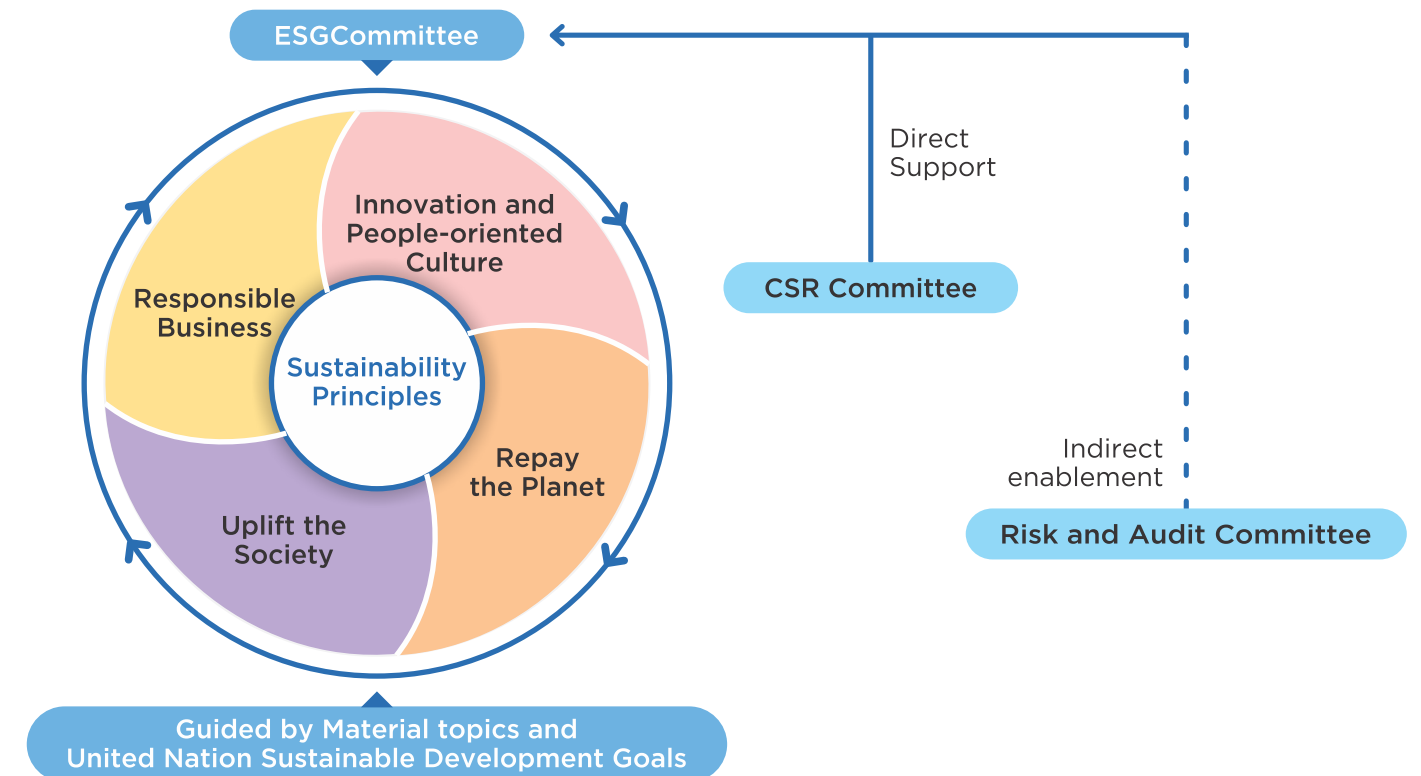 ESGCommittee
Direct
Support
Innovation and
People-oriented
Culture
CSR Committee
Responsible
Business
Sustainability
Principles
Repay
the Planet
Indirect
enablement
Uplift the
Society
Risk and Audit Committee
Guided by Material topics and
United Nation Sustainable Development Goals